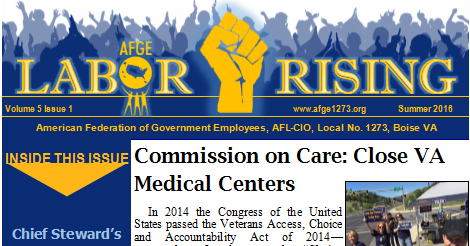 AFGE
LABOR RISING
Volume 5 Issue 1 www.afge1273.org Summer 2016
American Federation of Government Employees, AFL-CIO, Local No. 1273, Boise VA
INSIDE THIS ISSUE
Commission on Care: Close VA
Medical Centers
In 2014 the Congress of the United
States passed the Veterans Access, Choice
and Accountability Act of 2014—
Chief Steward's